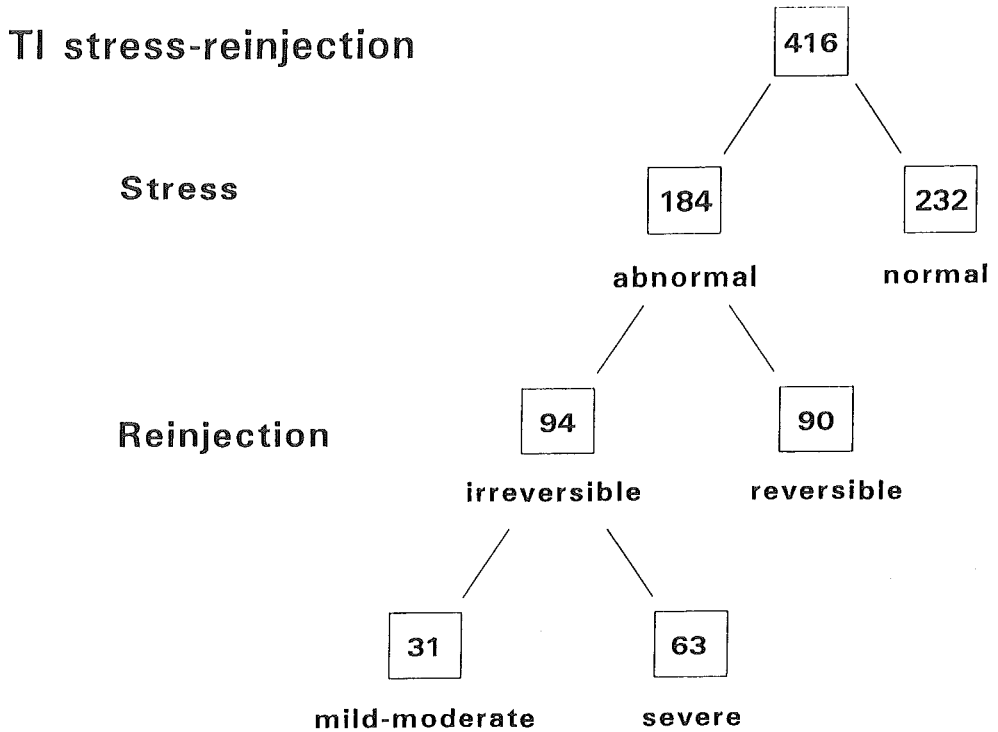 Tl stress-reinjection
416
Stress
184
232
abnormal
normal
Reinjection
94
90
irreversible
reversible
31
63
mild-moderate
severe